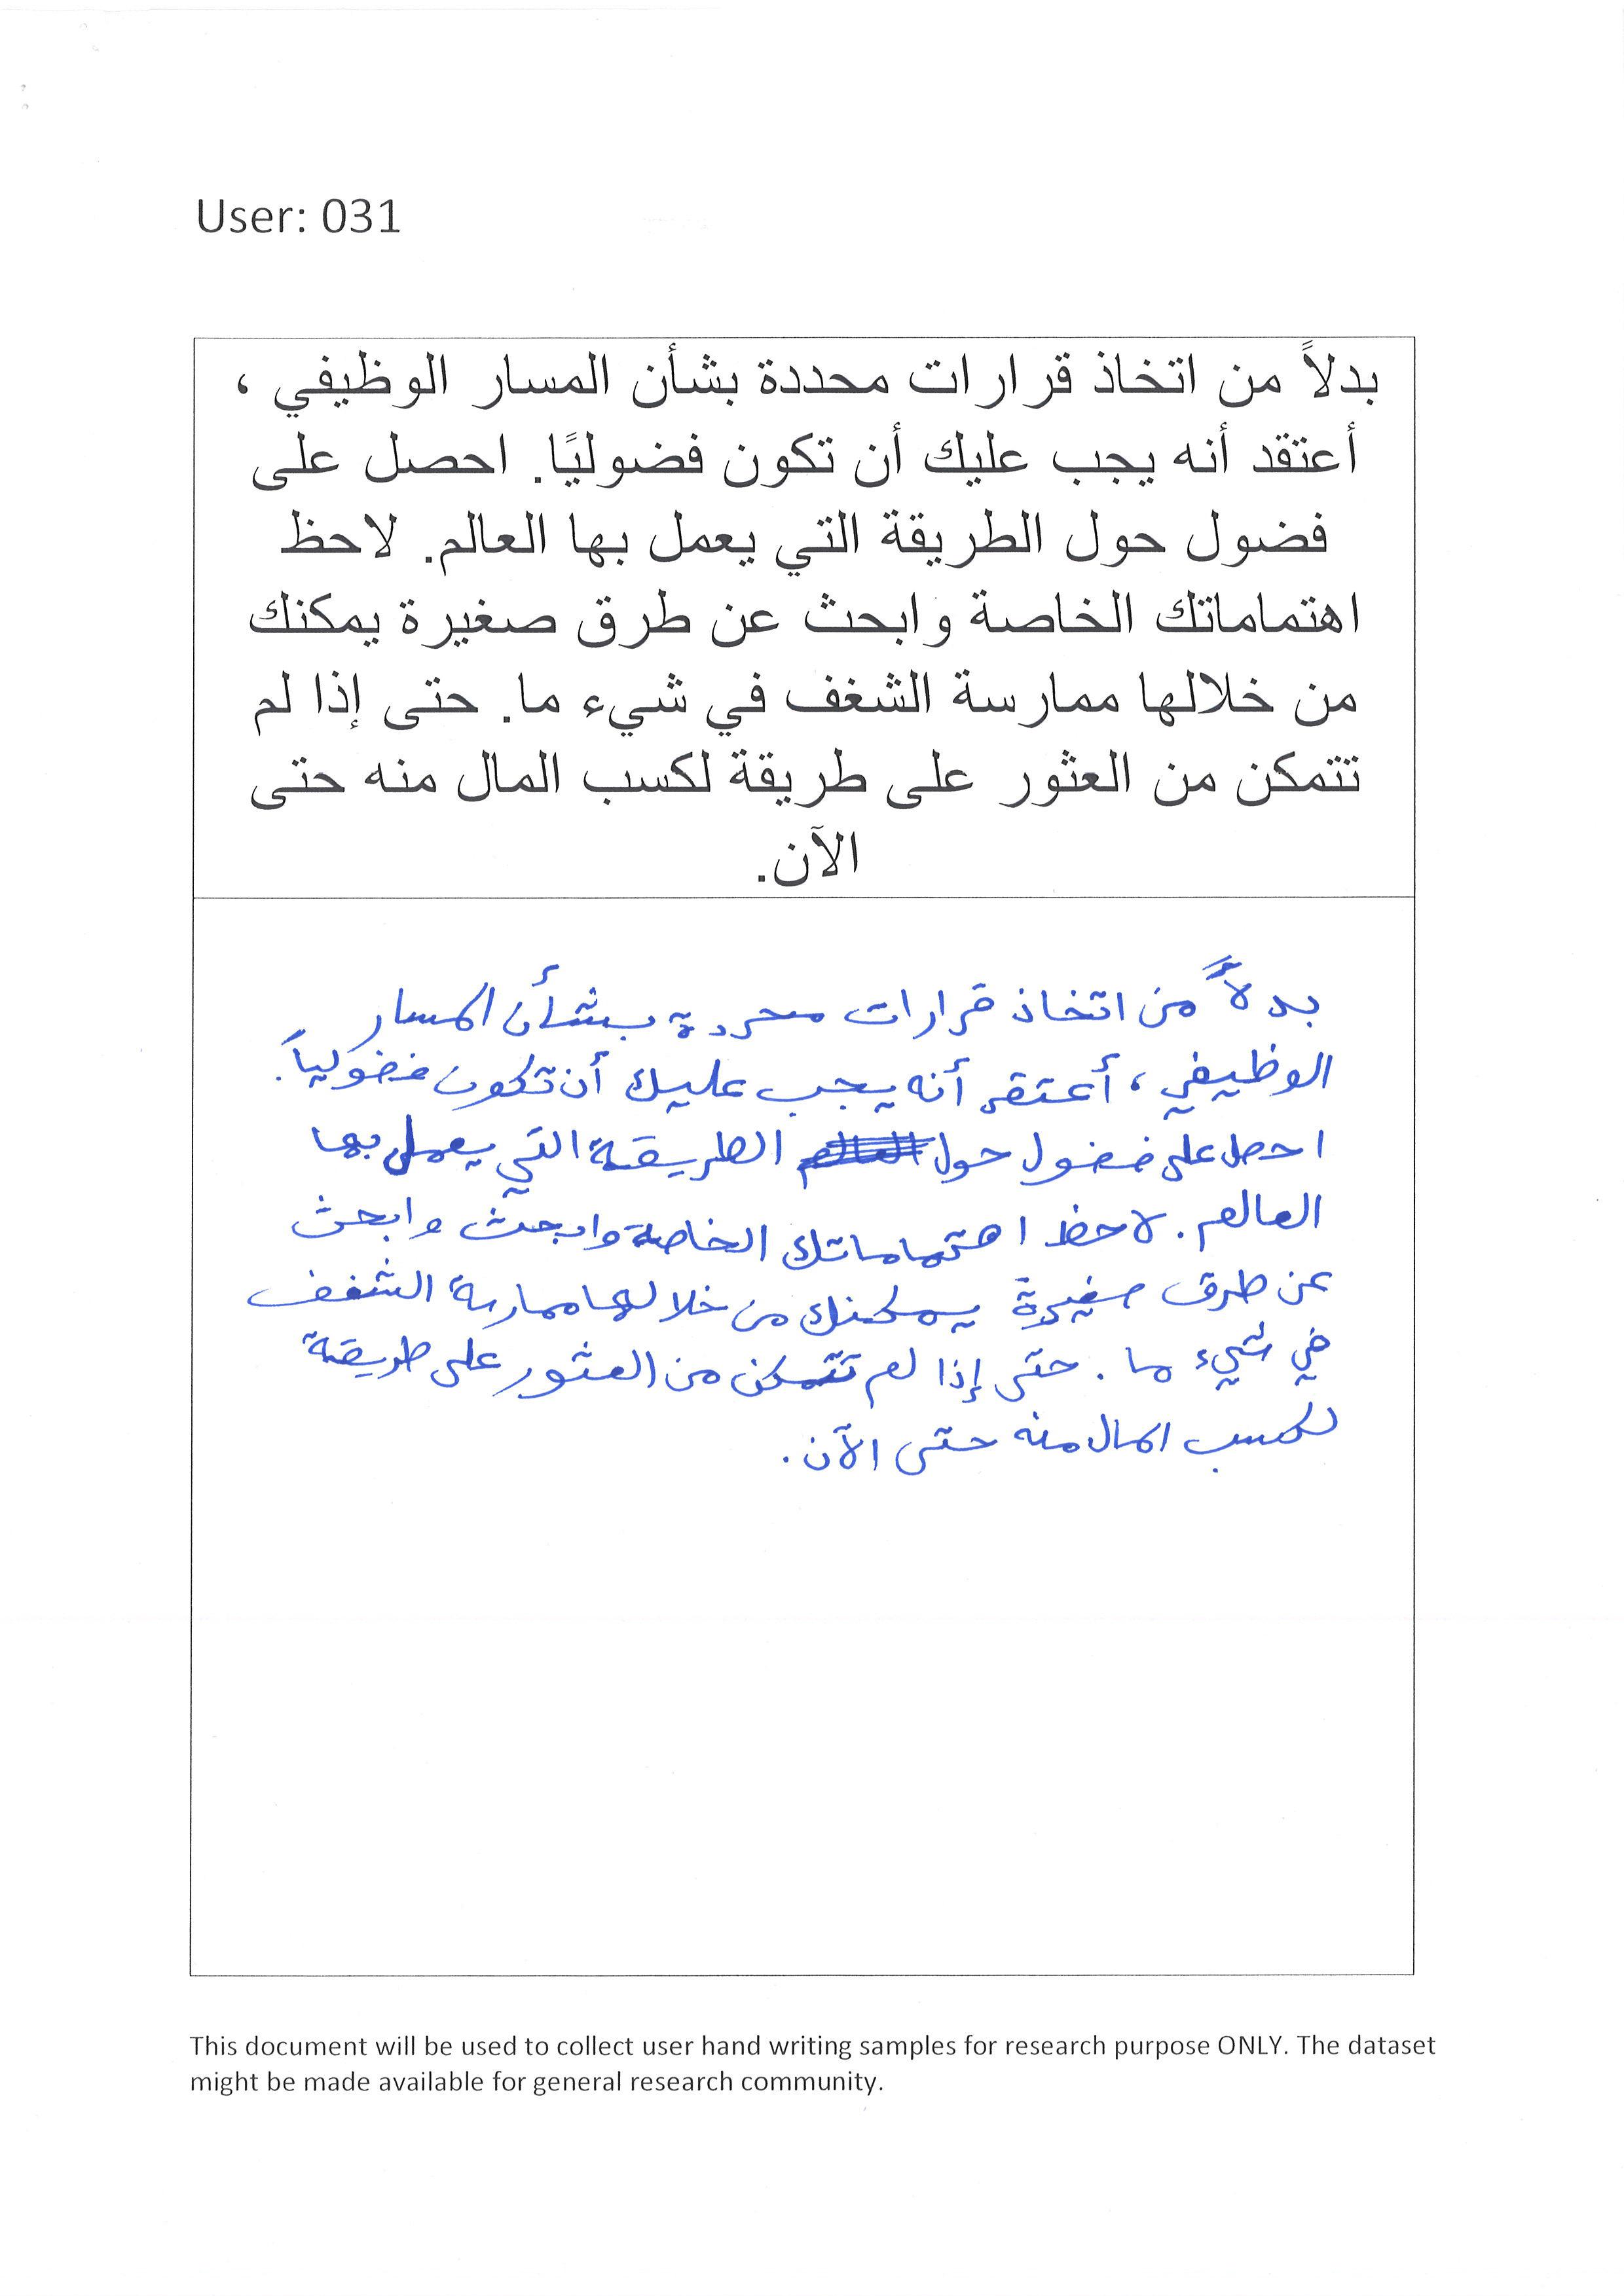 User: 031
بدلاً من اتخاذ قرارات محددة بشأن المسار الوظيفي ،
أعتقد أنه يجب عليك أن تكون فضوليًا. احصل على
فضول حول الطريقة التي يعمل بها العالم. لاحظ
اهتماماتك الخاصة وابحث عن طرق صغيرة يمكنك
من خلالها ممارسة الشغف في شيء ما. حتى إذا لم
تتمكن من العثور على طريقة لكسب المال منه حتى
الآن.
بدلاً من اتخاذ قرارات محددة بشأن المسار
الوظيفي ، أعتقد أنه يجب عليك أن تكون فضولياً.
احصل على فضول حول الطريقة التي يعمل بها
العالم. لاحظ اهتماماتك الخاصة وابحث وابحث
عن طرق صغيرة يمكنك من خلالها ممارسة الشغف
في شيء ما. حتى إذا لم تتمكن من العثور على طريقة
لكسب المال منه حتى الآن.
This document will be used to collect user hand writing samples for research purpose ONLY. The dataset
might be made available for general research community.